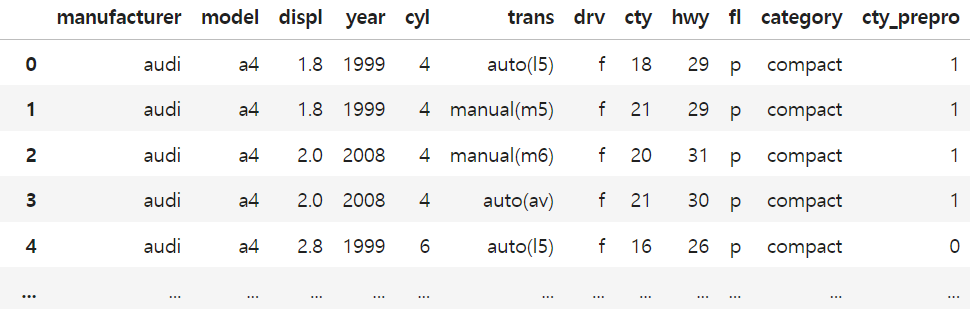 manufacturer model displ year cyl trans drv cty hwy fl category cty_prepro
0 audi a4 1.8 1999 4 auto(l5) f 18 29 p compact 1
1 audi a4 1.8 1999 4 manual(m5) f 21 29 p compact 1
2 audi a4 2.0 2008 4 manual(m6) f 20 31 p compact 1
3 audi a4 2.0 2008 4 auto(av) f 21 30 p compact 1
4 audi a4 2.8 1999 6 auto(l5) f 16 26 p compact 0
... ... ... ... ... ... ... ... ... ... ... ... ...